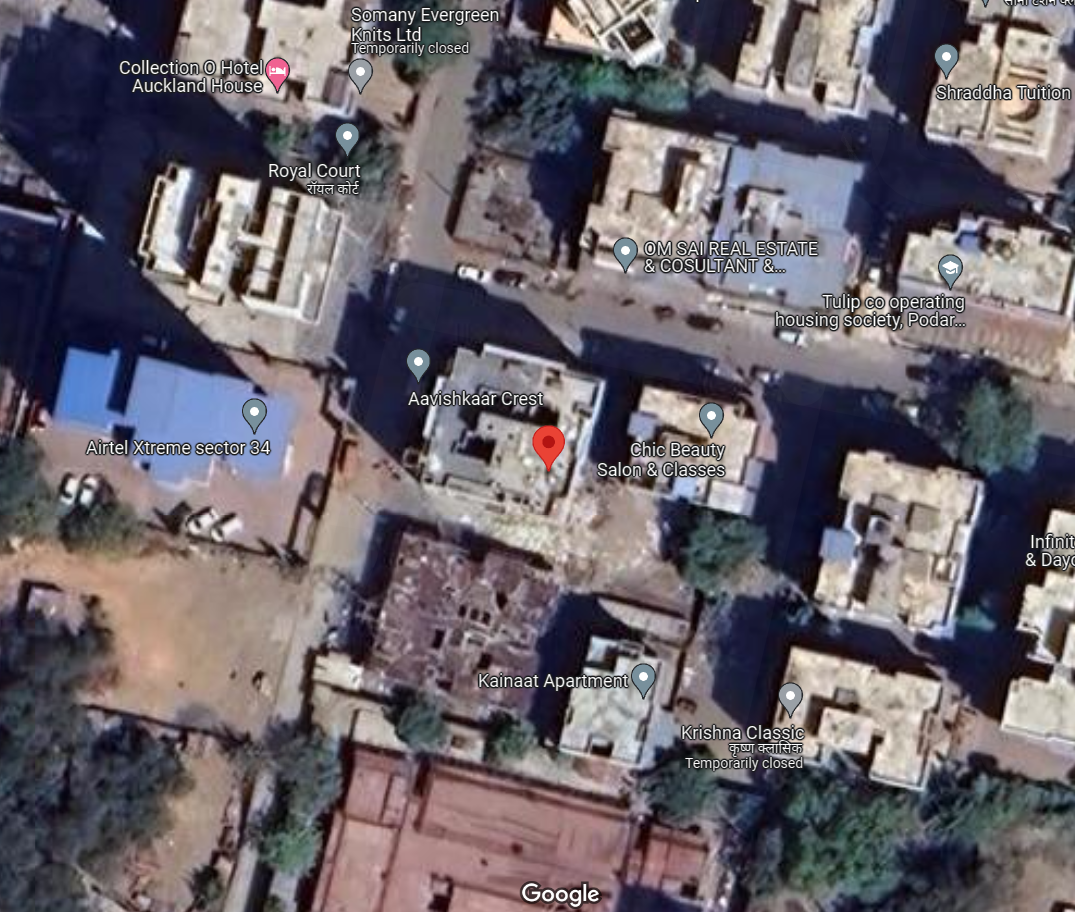 Somany Evergreen
Knits Ltd
Temporarily closed
Collection O Hotel
Auckland House
Shraddha Tuition
Royal Court
रॉयल कोर्ट
OM SAI REAL ESTATE
& COSULTANT &...
Tulip co operating
housing society, Podar...
Aavishkaar Crest
Airtel Xtreme sector 34
Chic Beauty
Salon & Classes
Infinit
& Dayc
Kainaat Apartment
Krishna Classic
कृष्ण क्लासिक
Temporarily closed
Google